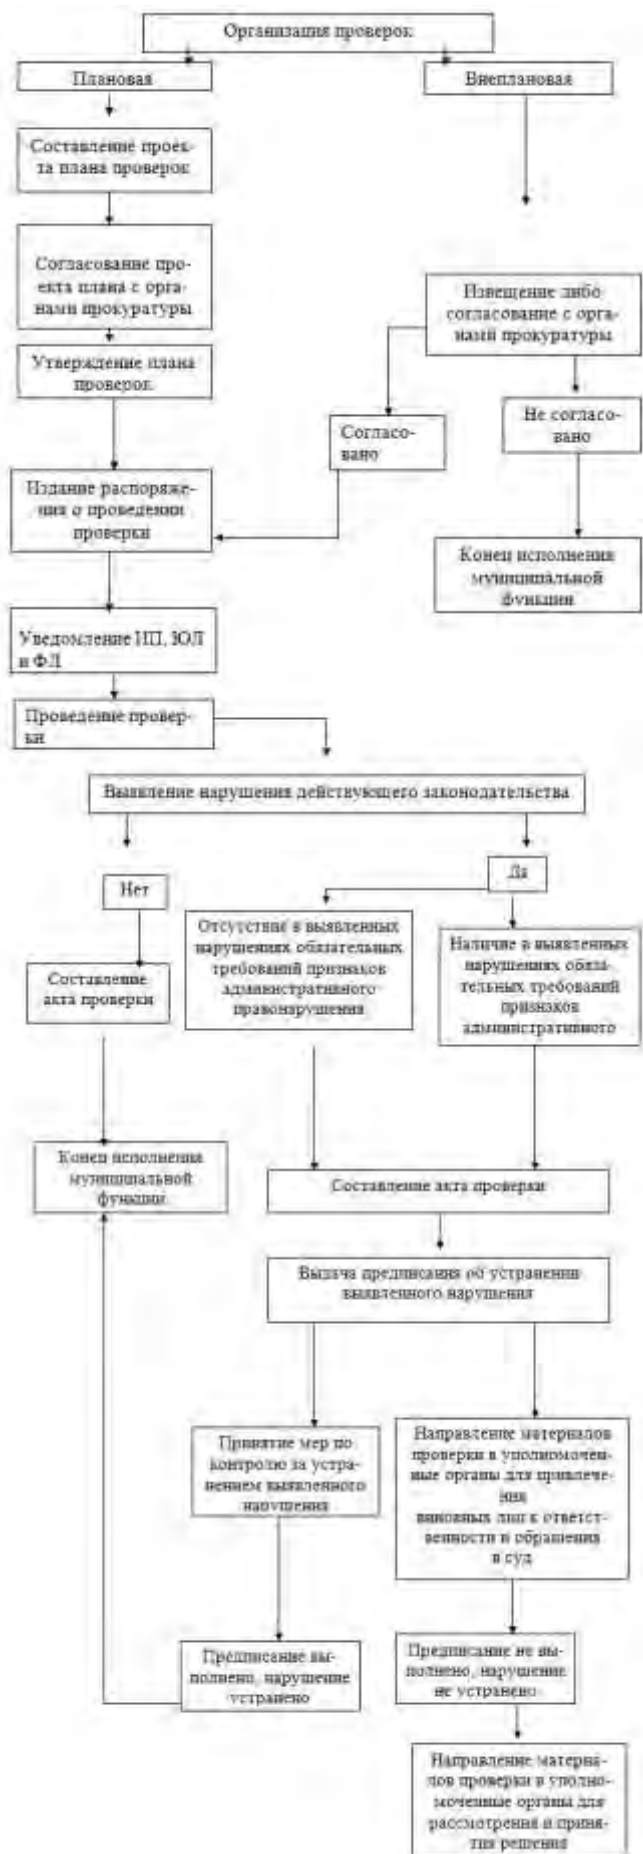 Организация проверок
Плановая
Внеплановая
Составление проек-
та плана проверок
Согласование про-
екта плана с орга-
нами прокуратуры
Извещение либо
согласование с орга-
нами прокуратуры
Утверждение плана
проверок.
Согласо-
вано
Не согласо-
вано
Издание распоряже-
ния о проведении
проверки
Конец исполнения
муниципальной
функции
Уведомление ИП, ЮЛ
и ФЛ
Проведение провер-
ки
Выявление нарушения действующего законодательства
Нет
Да
Составление
акта проверки
Отсутствие в выявленных
нарушениях обязательных
требований признаков
административного
правонарушения
Наличие в выявленных
нарушениях обяза-
тельных требований
признаков
административного
Конец исполнения
муниципальной
функции.
Составление акта проверки
Выдача предписания об устранении
выявленного нарушения
Принятие мер по
контролю за устра-
нением выявленного
нарушения
Направление материалов
проверки в уполномочен-
ные органы для привлече-
ния
виновных лиц к ответст-
венности и обращения
в суд
Предписание вы-
полнено, нарушение
устранено
Предписание не вы-
полнено, нарушение
не устранено
Направление материа-
лов проверки в уполно-
моченные органы для
рассмотрения и приня-
тия решения